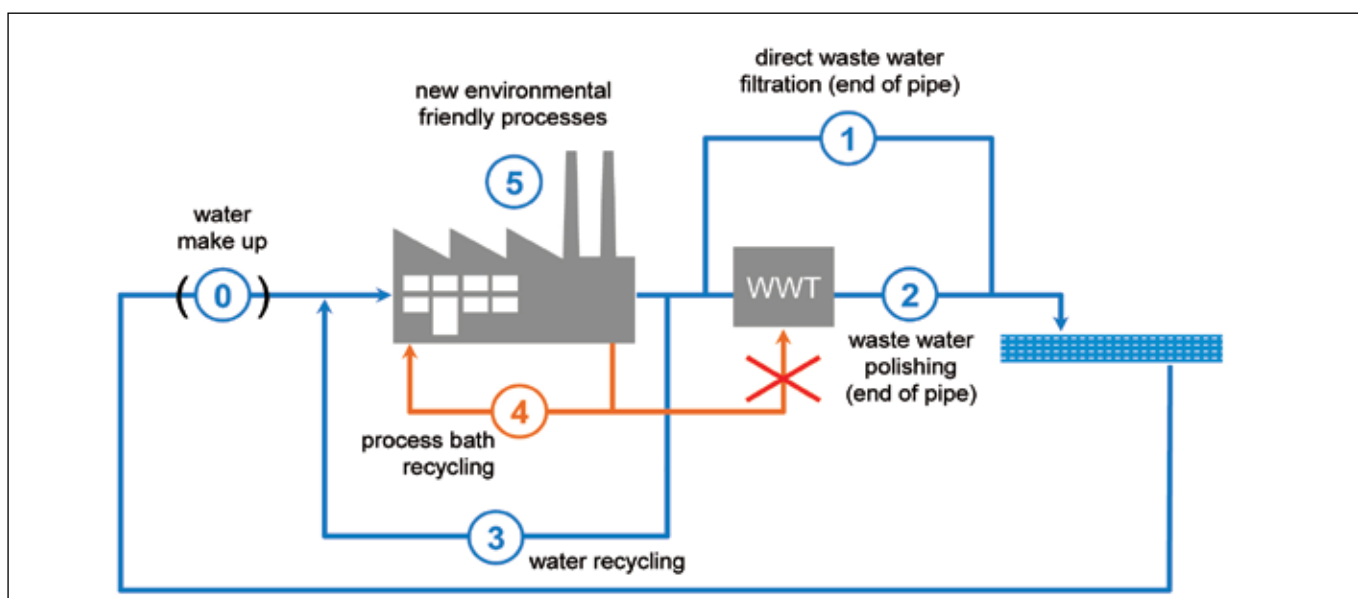 direct waste water
filtration (end of pipe)
1
new environmental
friendly processes
5
water
make up
(0)
WWT
2
waste water
polishing
(end of pipe)
4
process bath
recycling
3
water recycling